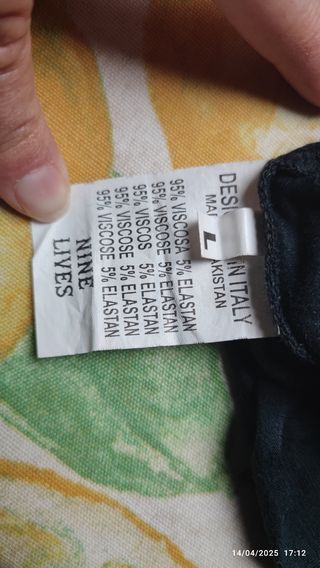 DESI IN ITALY
MA AKISTAN
L
95% VISCOSA 5% ELASTAN
95% VISCOSE 5% ELASTAN
95% VISCOS 5% ELASTAN
95% VISCOSE 5% ELASTAN
95% VISCOSE 5% ELASTAN
NINE
LIVES
14/04/2025 17:12